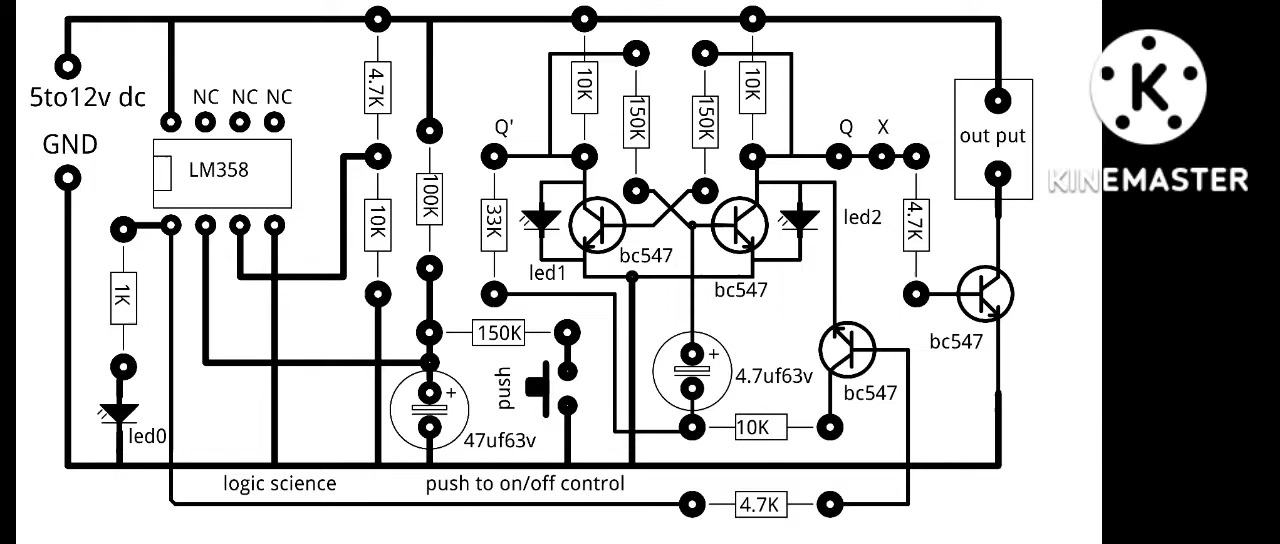 5to12v dc
GND
NC NC NC
LM358
4.7K
10K
100K
1K
led0
47uf63v
150K
push
Q'
33K
10K
150K
150K
10K
led1
bc547
bc547
led2
Q X
4.7K
out put
bc547
4.7uf63v
bc547
10K
4.7K
logic science
push to on/off control
+
+
K
KINEMASTER